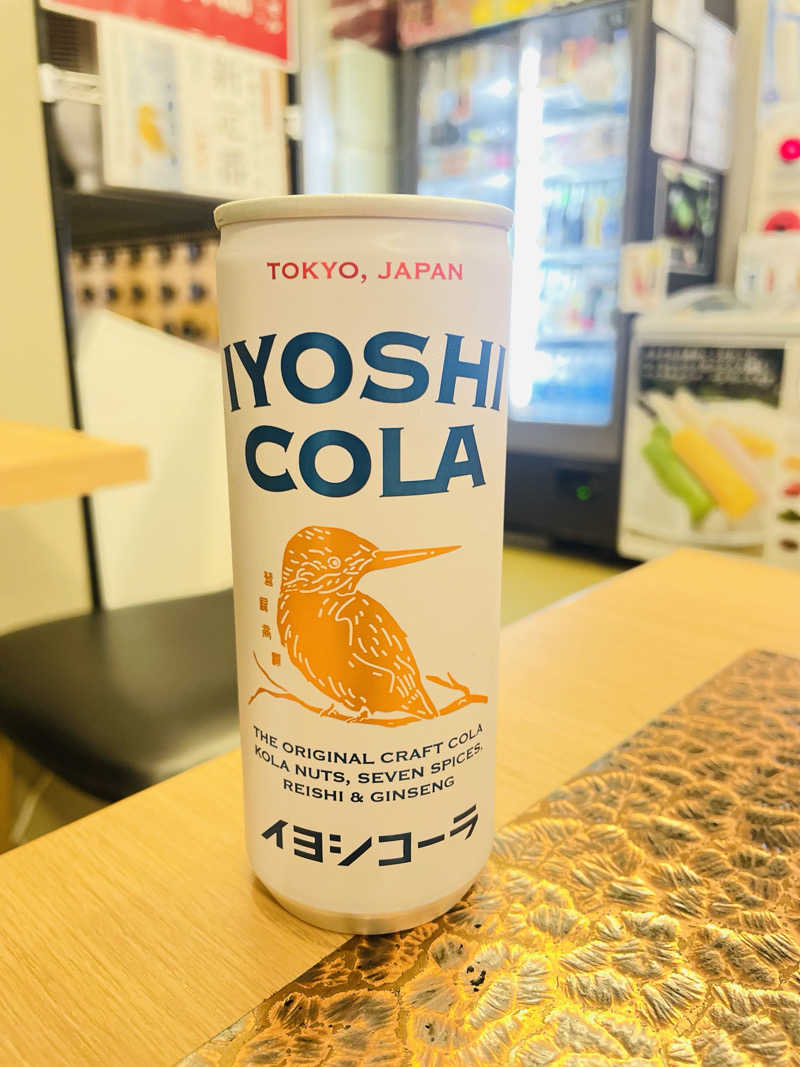 TOKYO, JAPAN
IYOSHI
COLA
THE ORIGINAL CRAFT COLA
KOLA NUTS, SEVEN SPICES,
REISHI & GINSENG
イヨシコーラ